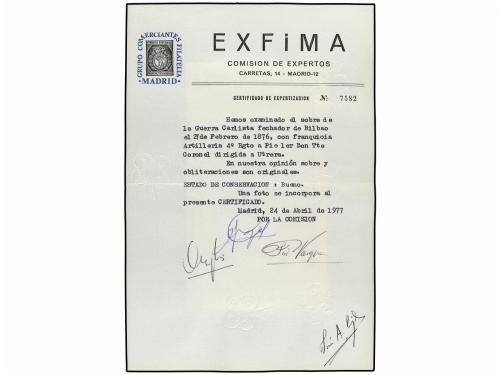 EXFiMA
COMISION DE EXPERTOS
CARRETAS, 14 - MADRID-12
GRUPO COMERCIANTES FILATELIA
MADRID
CERTIFICADO DE EXPERTIZACION Nº 7582
Hemos examinado el sobre de
la Guerra Carlista fechador de Bilbao
el 27 Febrero de 1876, con franquicia
Artilleria 4º Rgto a Pie 1er Bon Tte
Coronel dirigida a Utrera.
En nuestra opinión sobre y
obliteraciones son originales.
ESTADO DE CONSERVACION : Bueno.
Una foto se incorpora al
presente CERTIFICADO.
Madrid, 24 de Abril de 1977
POR LA COMISION